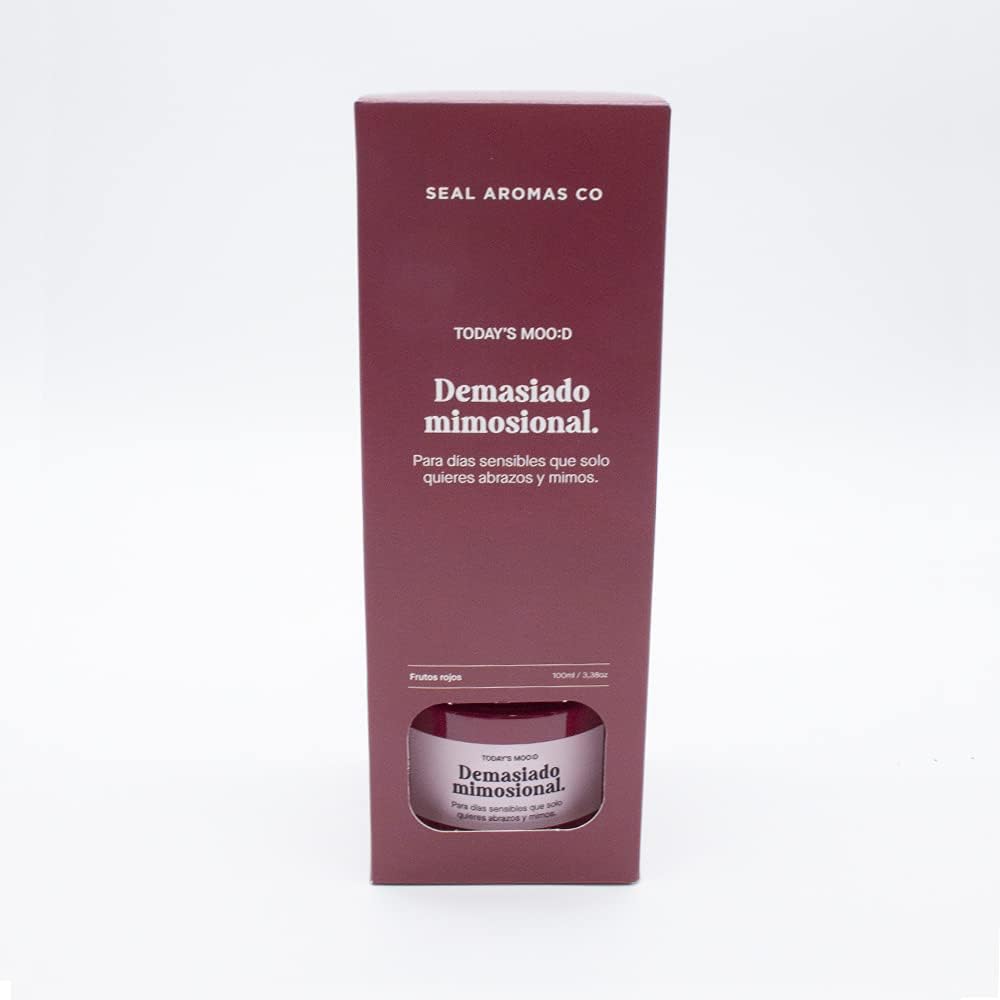 SEAL AROMAS CO
TODAY'S MOO:D
Demasiado
mimosional.
Para días sensibles que solo
quieres abrazos y mimos.
Frutos rojos
100ml / 3,38oz
TODAY'S MOO:D
Demasiado
mimosional.
Para días sensibles que solo
quieres abrazos y mimos.